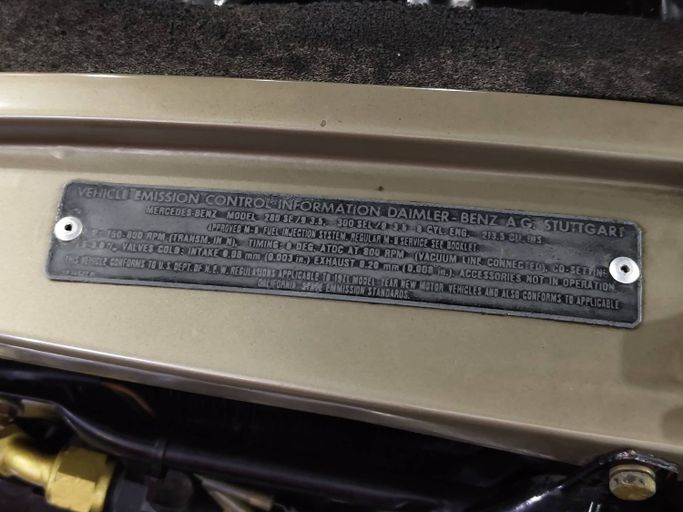 VEHICLE EMISSION CONTROL INFORMATION DAIMLER-BENZ A.G. STUTTGART
MERCEDES-BENZ MODEL 280 SE/9 3.5, 300 SEL/9 3.5 8 CYL. ENG. 213.5 CU. INS
APPROVED M-B FUEL INJECTION SYSTEM, REGULAR M-B SERVICE SEE BOOKLET
750-800 RPM (TRANSM. IN N), TIMING: 0 DEG. ATDC AT 800 RPM (VACUUM LINE CONNECTED), CO-SETTING
VALVES COLD: INTAKE 0.08 mm (0.003 in.) EXHAUST 0.20 mm (0.008 in.), ACCESSORIES NOT IN OPERATION
THIS VEHICLE CONFORMS TO U.S. DEPT. OF H.E.W. REGULATIONS APPLICABLE TO 1971 MODEL YEAR NEW MOTOR VEHICLES AND ALSO CONFORMS TO APPLICABLE
CALIFORNIA STATE EMISSION STANDARDS.